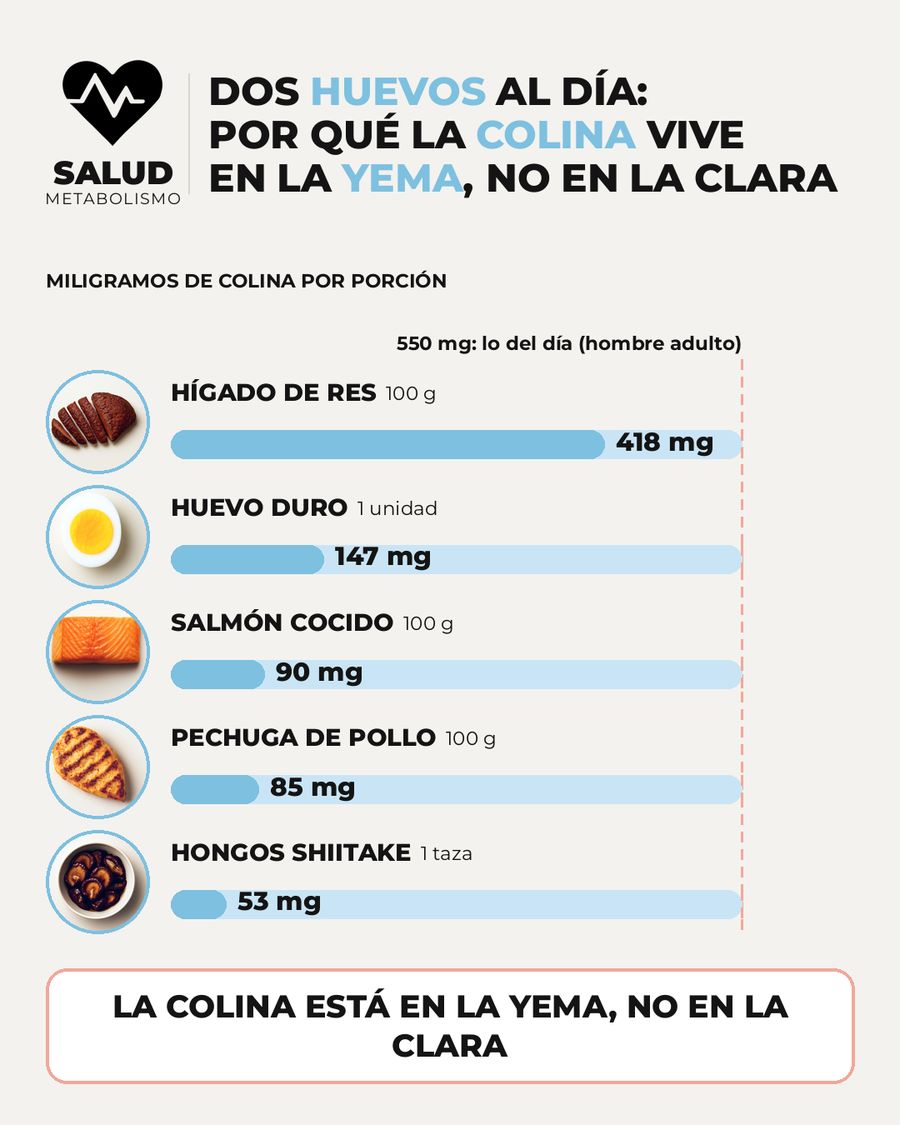 SALUD
METABOLISMO
DOS HUEVOS AL DÍA:
POR QUÉ LA COLINA VIVE
EN LA YEMA, NO EN LA CLARA
MILIGRAMOS DE COLINA POR PORCIÓN
550 mg: lo del día (hombre adulto)
HÍGADO DE RES 100 g
418 mg
HUEVO DURO 1 unidad
147 mg
SALMÓN COCIDO 100 g
90 mg
PECHUGA DE POLLO 100 g
85 mg
HONGOS SHIITAKE 1 taza
53 mg
LA COLINA ESTÁ EN LA YEMA, NO EN LA
CLARA